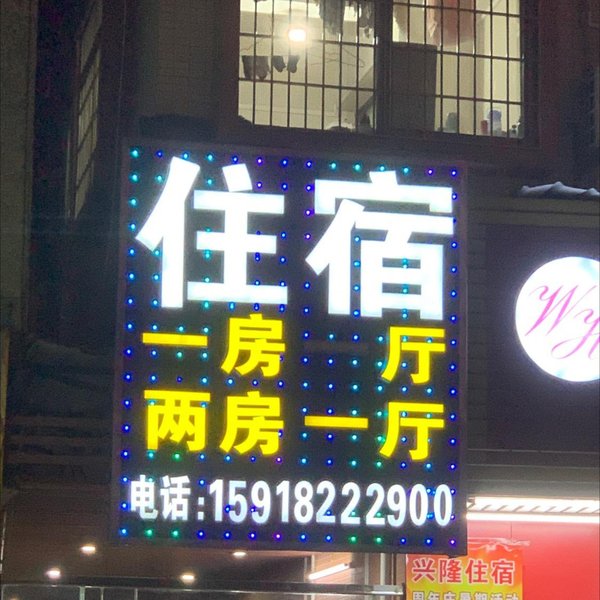 住宿
一房 厅
两房一厅
电话:15918222900
兴隆住宿